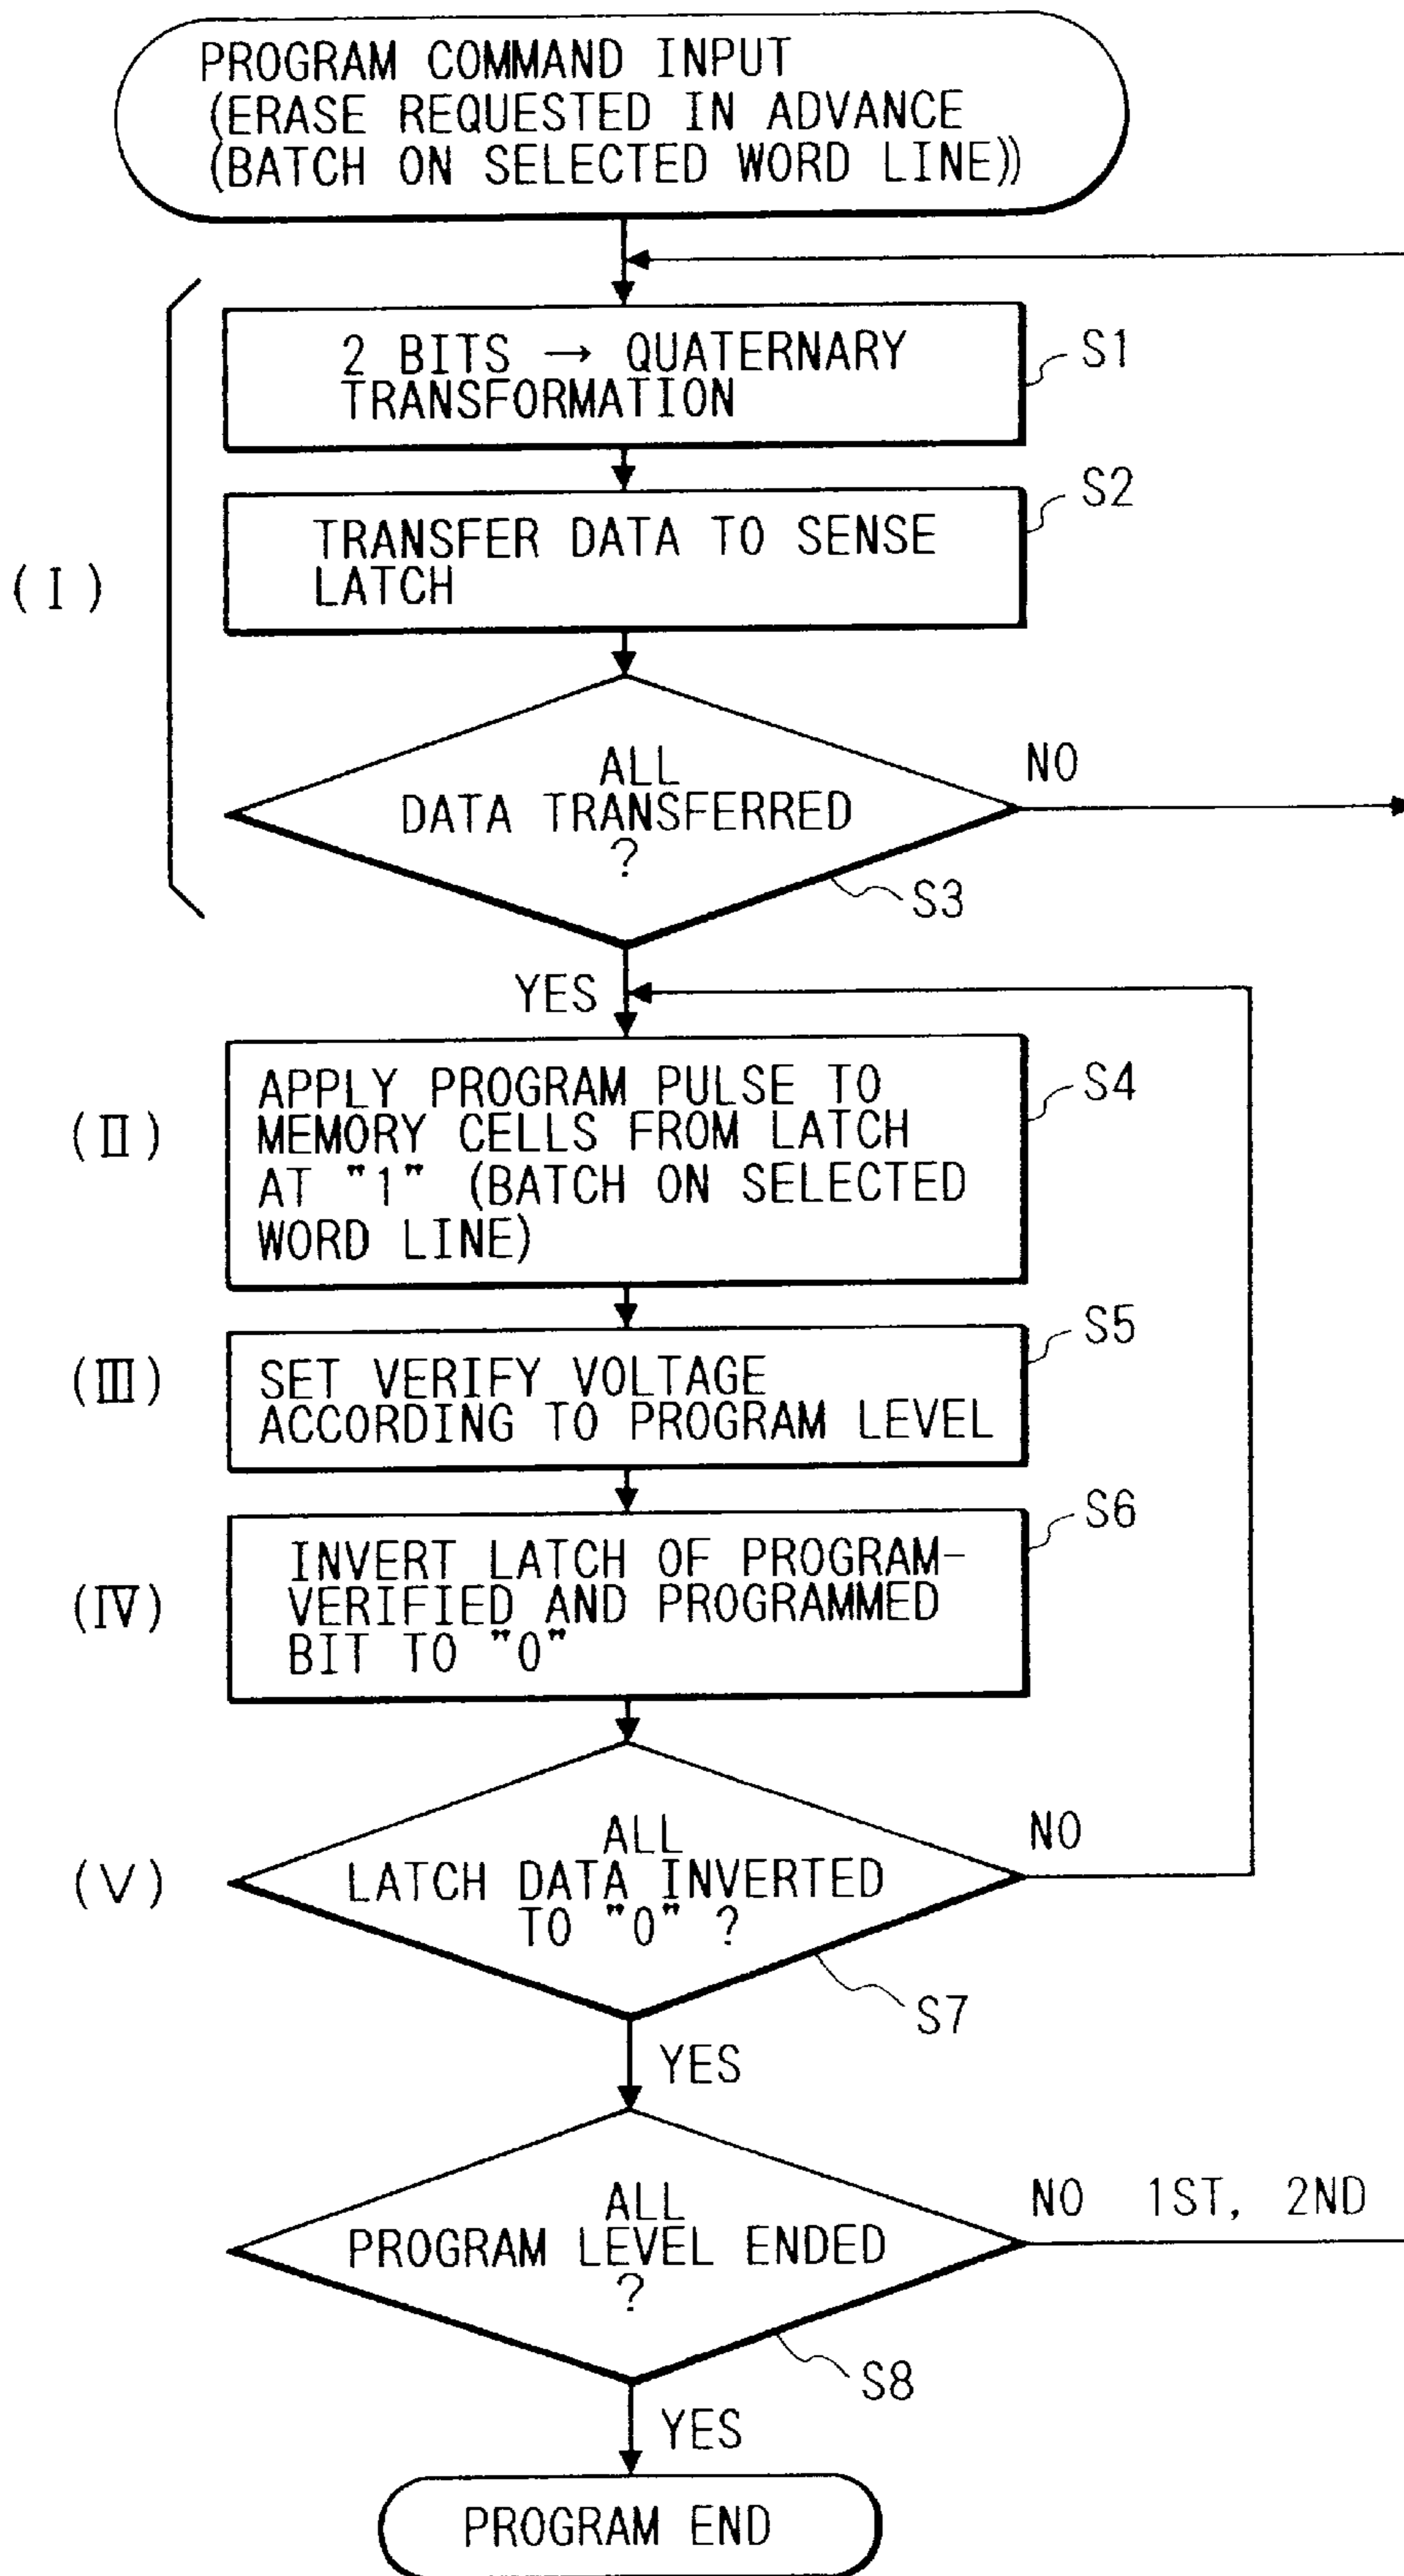 PROGRAM COMMAND INPUT
(ERASE REQUESTED IN ADVANCE
(BATCH ON SELECTED WORD LINE))
2 BITS → QUATERNARY
TRANSFORMATION
S1
TRANSFER DATA TO SENSE
LATCH
S2
(I)
ALL
DATA TRANSFERRED
?
NO
S3
YES
(II)
APPLY PROGRAM PULSE TO
MEMORY CELLS FROM LATCH
AT "1" (BATCH ON SELECTED
WORD LINE)
S4
(III)
SET VERIFY VOLTAGE
ACCORDING TO PROGRAM LEVEL
S5
(IV)
INVERT LATCH OF PROGRAM-
VERIFIED AND PROGRAMMED
BIT TO "0"
S6
(V)
ALL
LATCH DATA INVERTED
TO "0" ?
NO
S7
YES
ALL
PROGRAM LEVEL ENDED
?
NO 1ST, 2ND
S8
YES
PROGRAM END